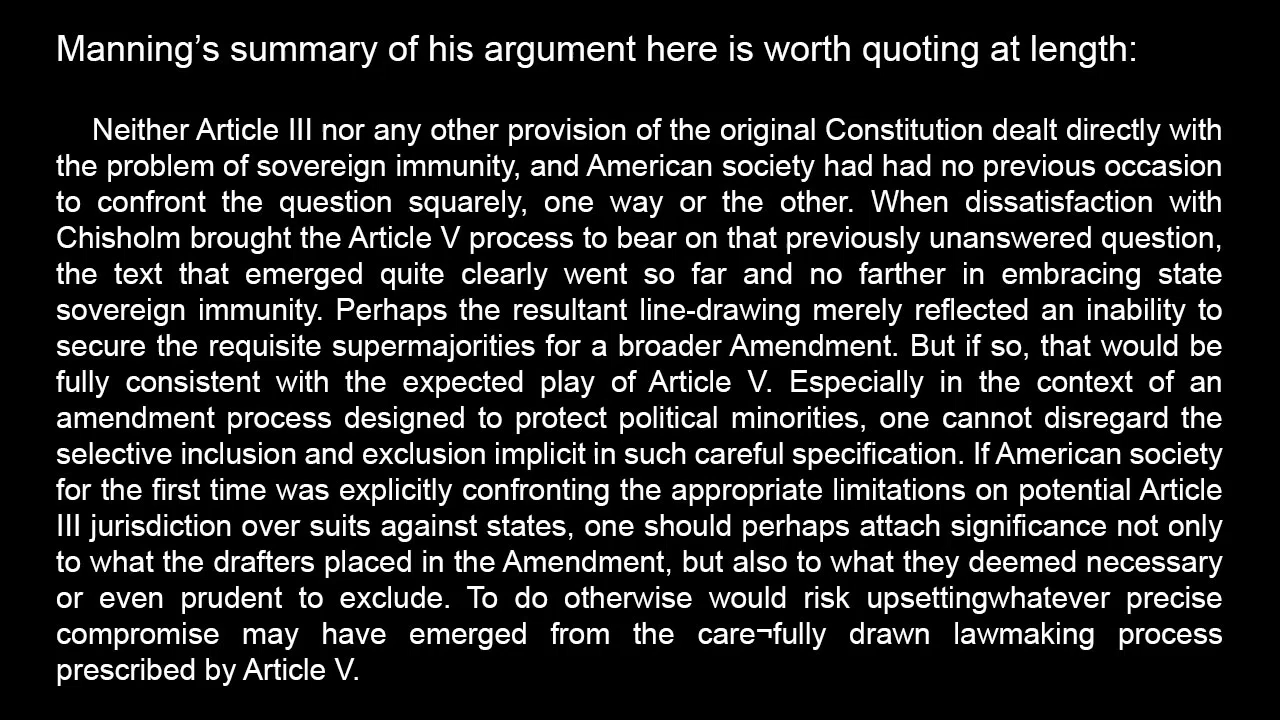 Manning’s summary of his argument here is worth quoting at length:
Neither Article III nor any other provision of the original Constitution dealt directly with
the problem of sovereign immunity, and American society had had no previous occasion
to confront the question squarely, one way or the other. When dissatisfaction with
Chisholm brought the Article V process to bear on that previously unanswered question,
the text that emerged quite clearly went so far and no farther in embracing state
sovereign immunity. Perhaps the resultant line-drawing merely reflected an inability to
secure the requisite supermajorities for a broader Amendment. But if so, that would be
fully consistent with the expected play of Article V. Especially in the context of an
amendment process designed to protect political minorities, one cannot disregard the
selective inclusion and exclusion implicit in such careful specification. If American society
for the first time was explicitly confronting the appropriate limitations on potential Article
III jurisdiction over suits against states, one should perhaps attach significance not only
to what the drafters placed in the Amendment, but also to what they deemed necessary
or even prudent to exclude. To do otherwise would risk upsettingwhatever precise
compromise may have emerged from the care¬fully drawn lawmaking process
prescribed by Article V.